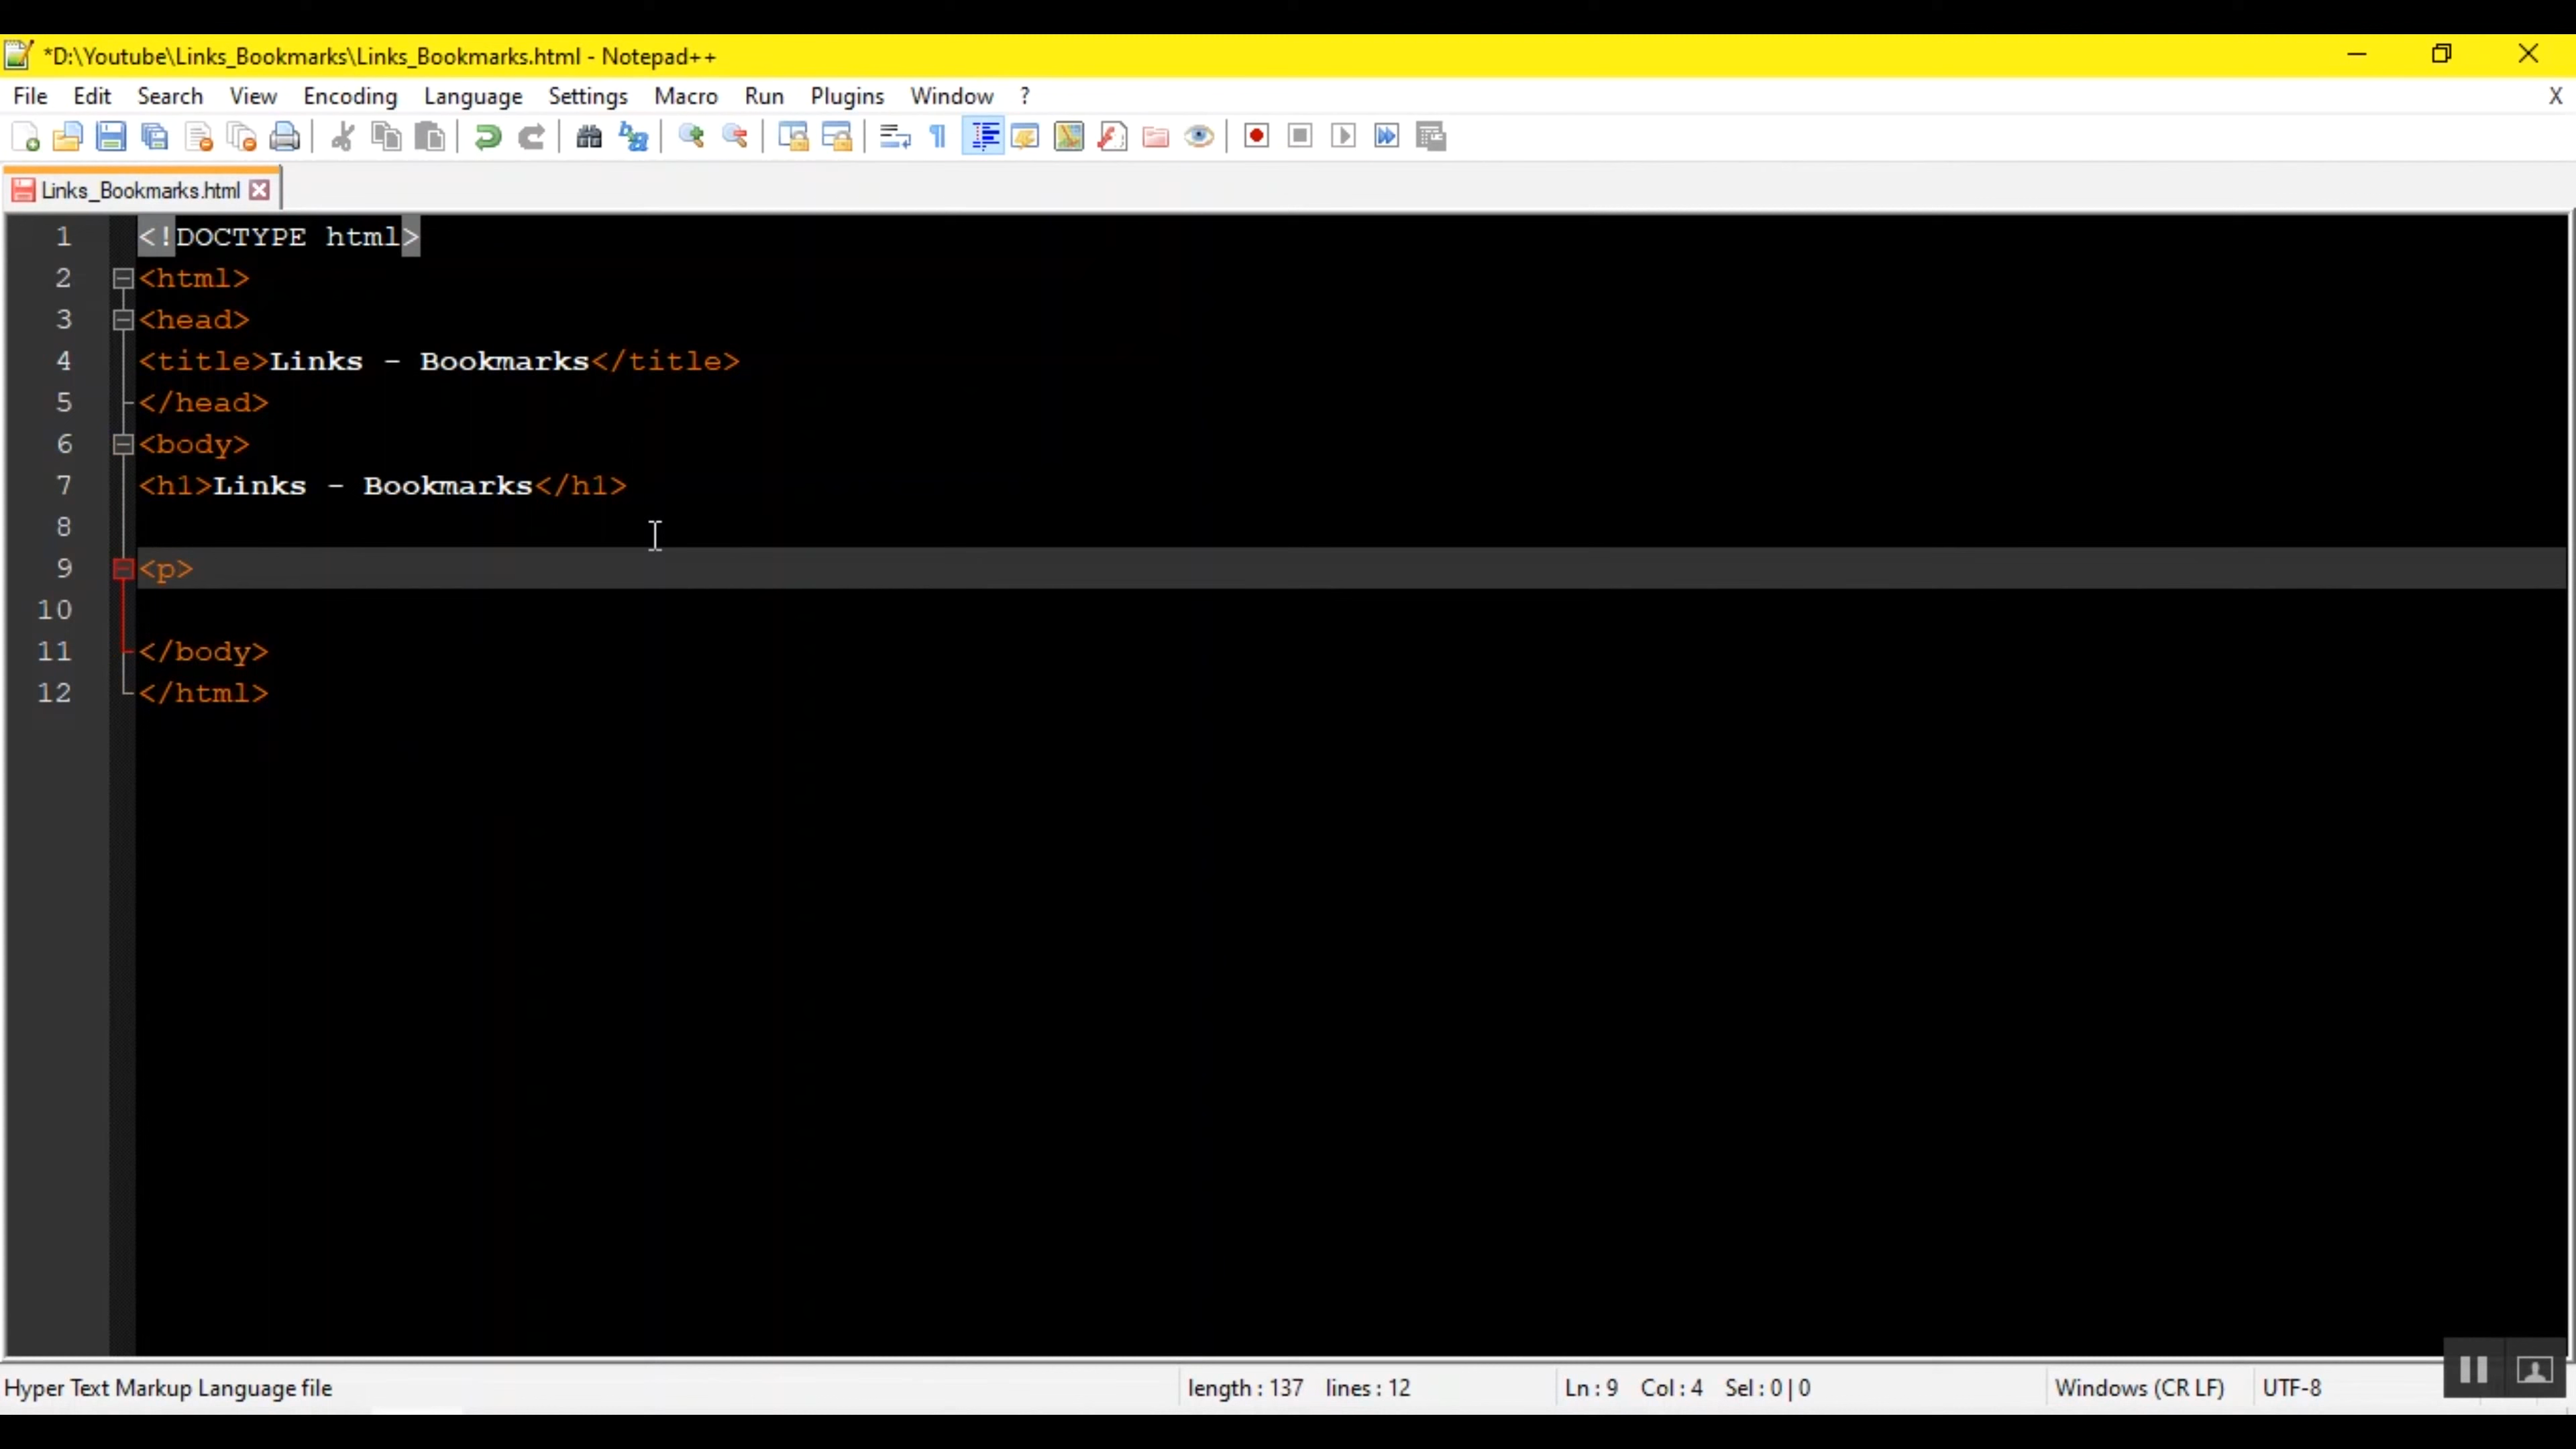 *D:\Youtube\Links_Bookmarks\Links_Bookmarks.html - Notepad++
File Edit Search View Encoding Language Settings Macro Run Plugins Window ? X
Links_Bookmarks.html
1 <!DOCTYPE html>
2 <html>
3 <head>
4 <title>Links - Bookmarks</title>
5 </head>
6 <body>
7 <h1>Links - Bookmarks</h1>
8
9 <p>
10
11 </body>
12 </html>
Hyper Text Markup Language file length : 137 lines : 12 Ln : 9 Col : 4 Sel : 0 | 0 Windows (CR LF) UTF-8